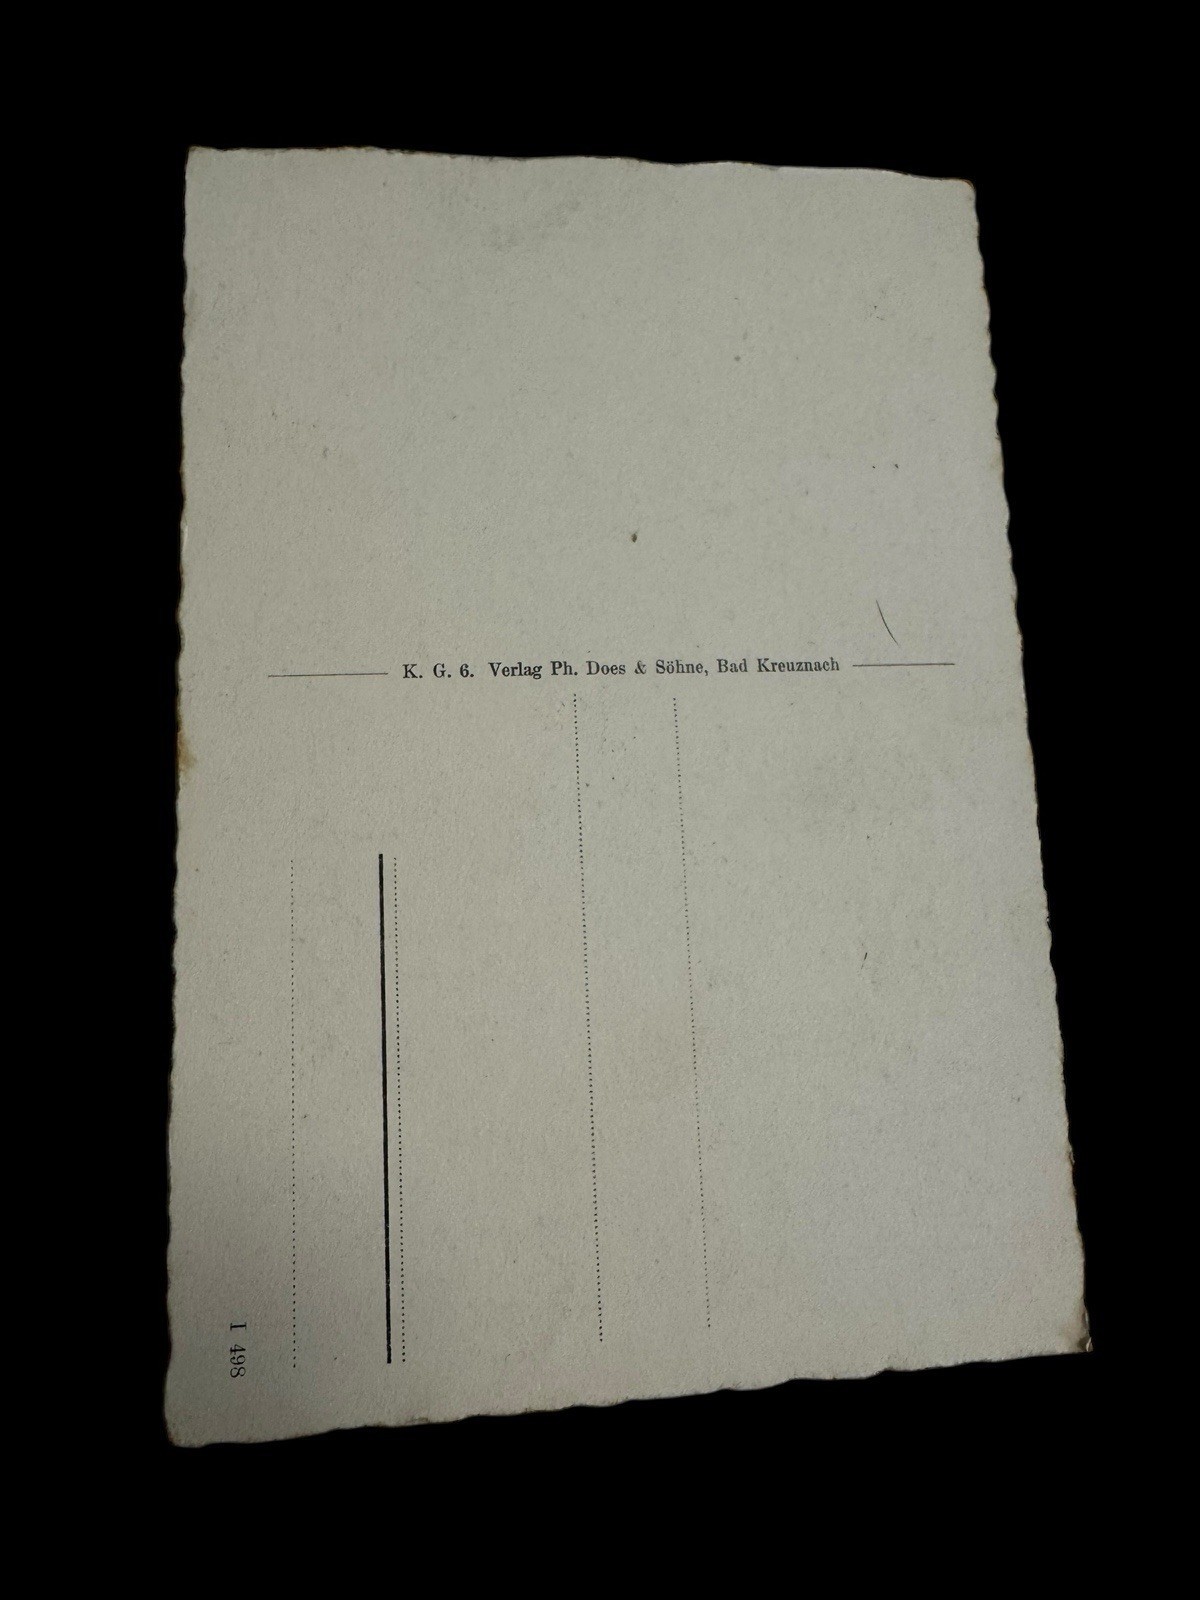 K. G. 6. Verlag Ph. Does & Söhne, Bad Kreuznach
I 498